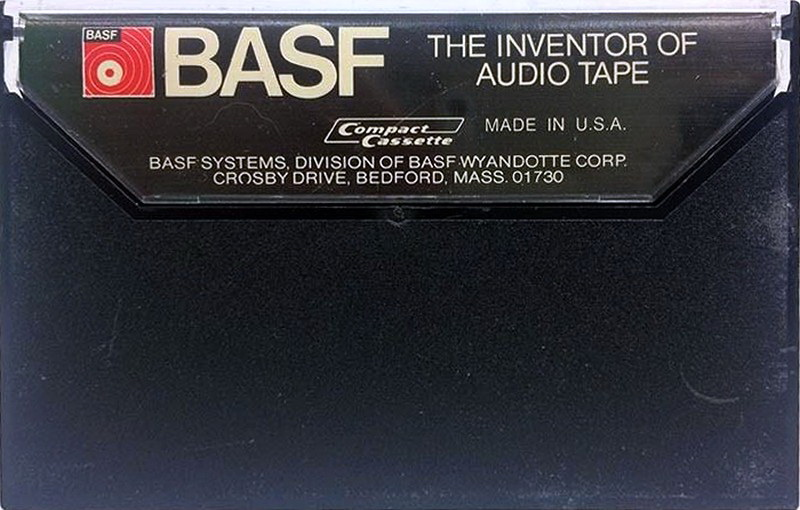 BASF
BASF
THE INVENTOR OF
AUDIO TAPE
Compact
Cassette
MADE IN U.S.A.
BASF SYSTEMS, DIVISION OF BASF WYANDOTTE CORP.
CROSBY DRIVE, BEDFORD, MASS. 01730